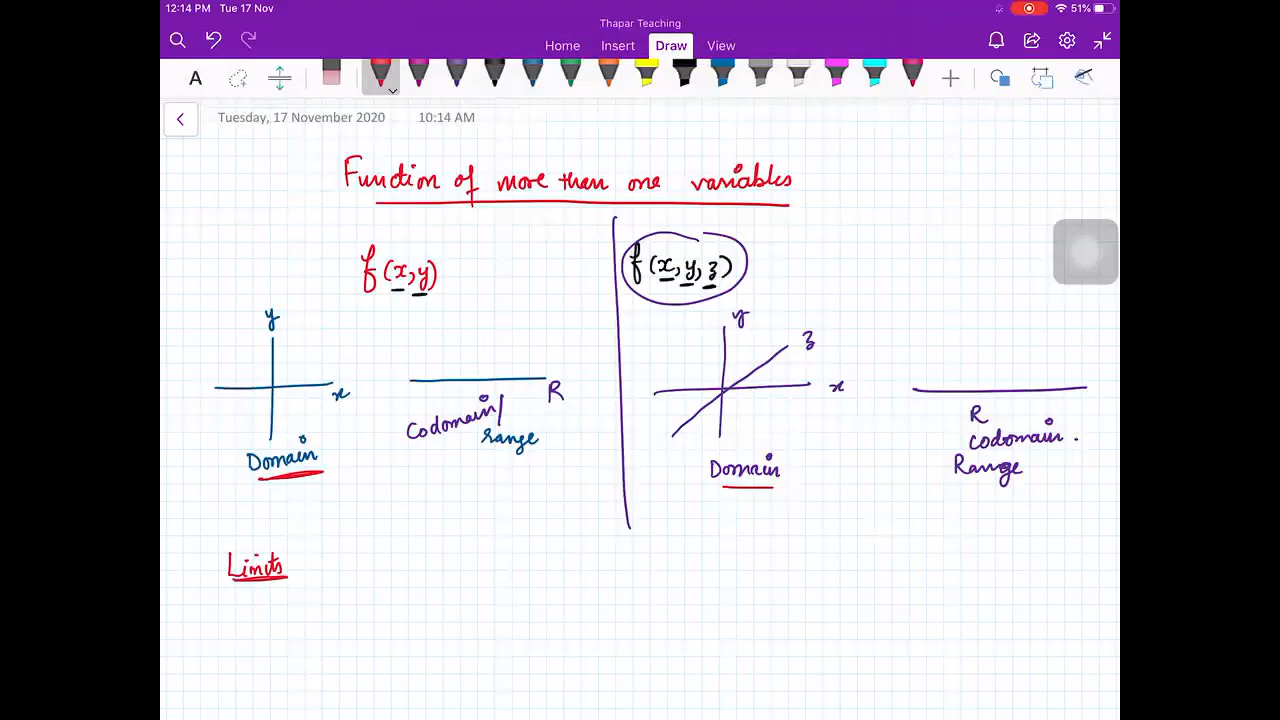 12:14 PM Tue 17 Nov
51%
Thapar Teaching
Home Insert Draw View
A
Tuesday, 17 November 2020 10:14 AM
Function of more than one variables
f(x,y)
y
x
Domain
R
Codomain/
range
f(x,y,z)
y
z
x
Domain
R
codomain.
Range
Limits